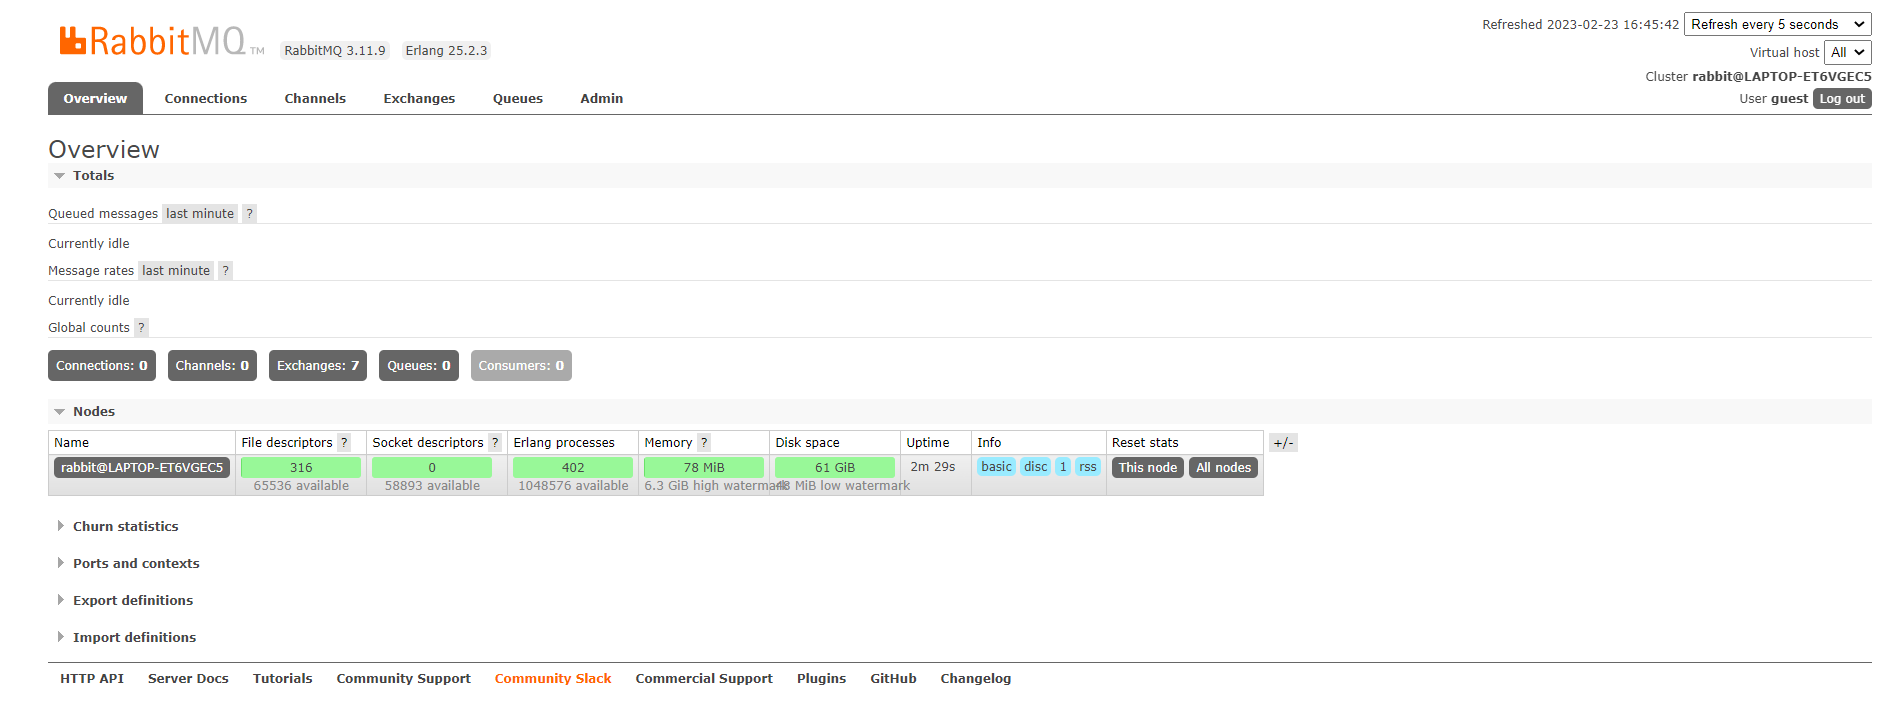 RabbitMQ TM RabbitMQ 3.11.9 Erlang 25.2.3
Refreshed 2023-02-23 16:45:42 Refresh every 5 seconds
Virtual host All
Cluster rabbit@LAPTOP-ET6VGEC5
User guest Log out
Overview Connections Channels Exchanges Queues Admin
Overview
Totals
Queued messages last minute ?
Currently idle
Message rates last minute ?
Currently idle
Global counts ?
Connections: 0 Channels: 0 Exchanges: 7 Queues: 0 Consumers: 0
Nodes
Name File descriptors ? Socket descriptors ? Erlang processes Memory ? Disk space Uptime Info Reset stats +/-
rabbit@LAPTOP-ET6VGEC5 316 0 402 78 MiB 61 GiB 2m 29s basic disc 1 rss This node All nodes
65536 available 58893 available 1048576 available 6.3 GiB high watermark 48 MiB low watermark
Churn statistics
Ports and contexts
Export definitions
Import definitions
HTTP API Server Docs Tutorials Community Support Community Slack Commercial Support Plugins GitHub Changelog